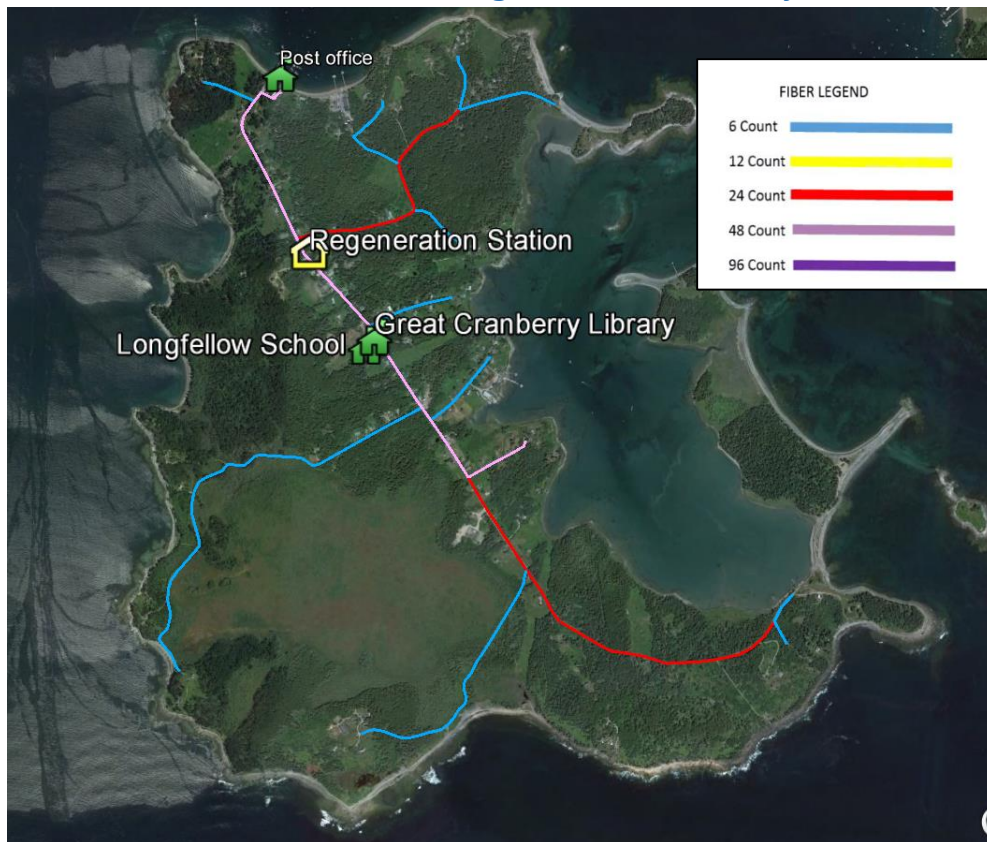 Post office
FIBER LEGEND
6 Count
12 Count
24 Count
48 Count
96 Count
Regeneration Station
Great Cranberry Library
Longfellow School